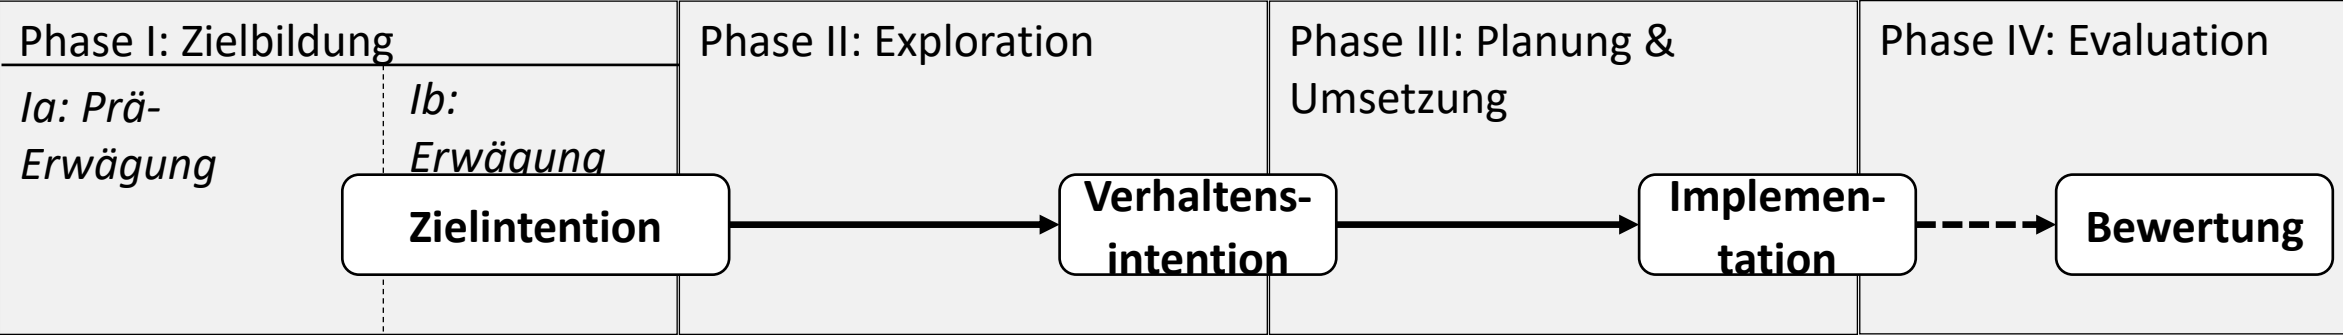 Phase I: Zielbildung
Ia: Prä-
Erwägung
Ib:
Erwägung
Zielintention
Phase II: Exploration
Verhaltens-
intention
Phase III: Planung &
Umsetzung
Implemen-
tation
Phase IV: Evaluation
Bewertung